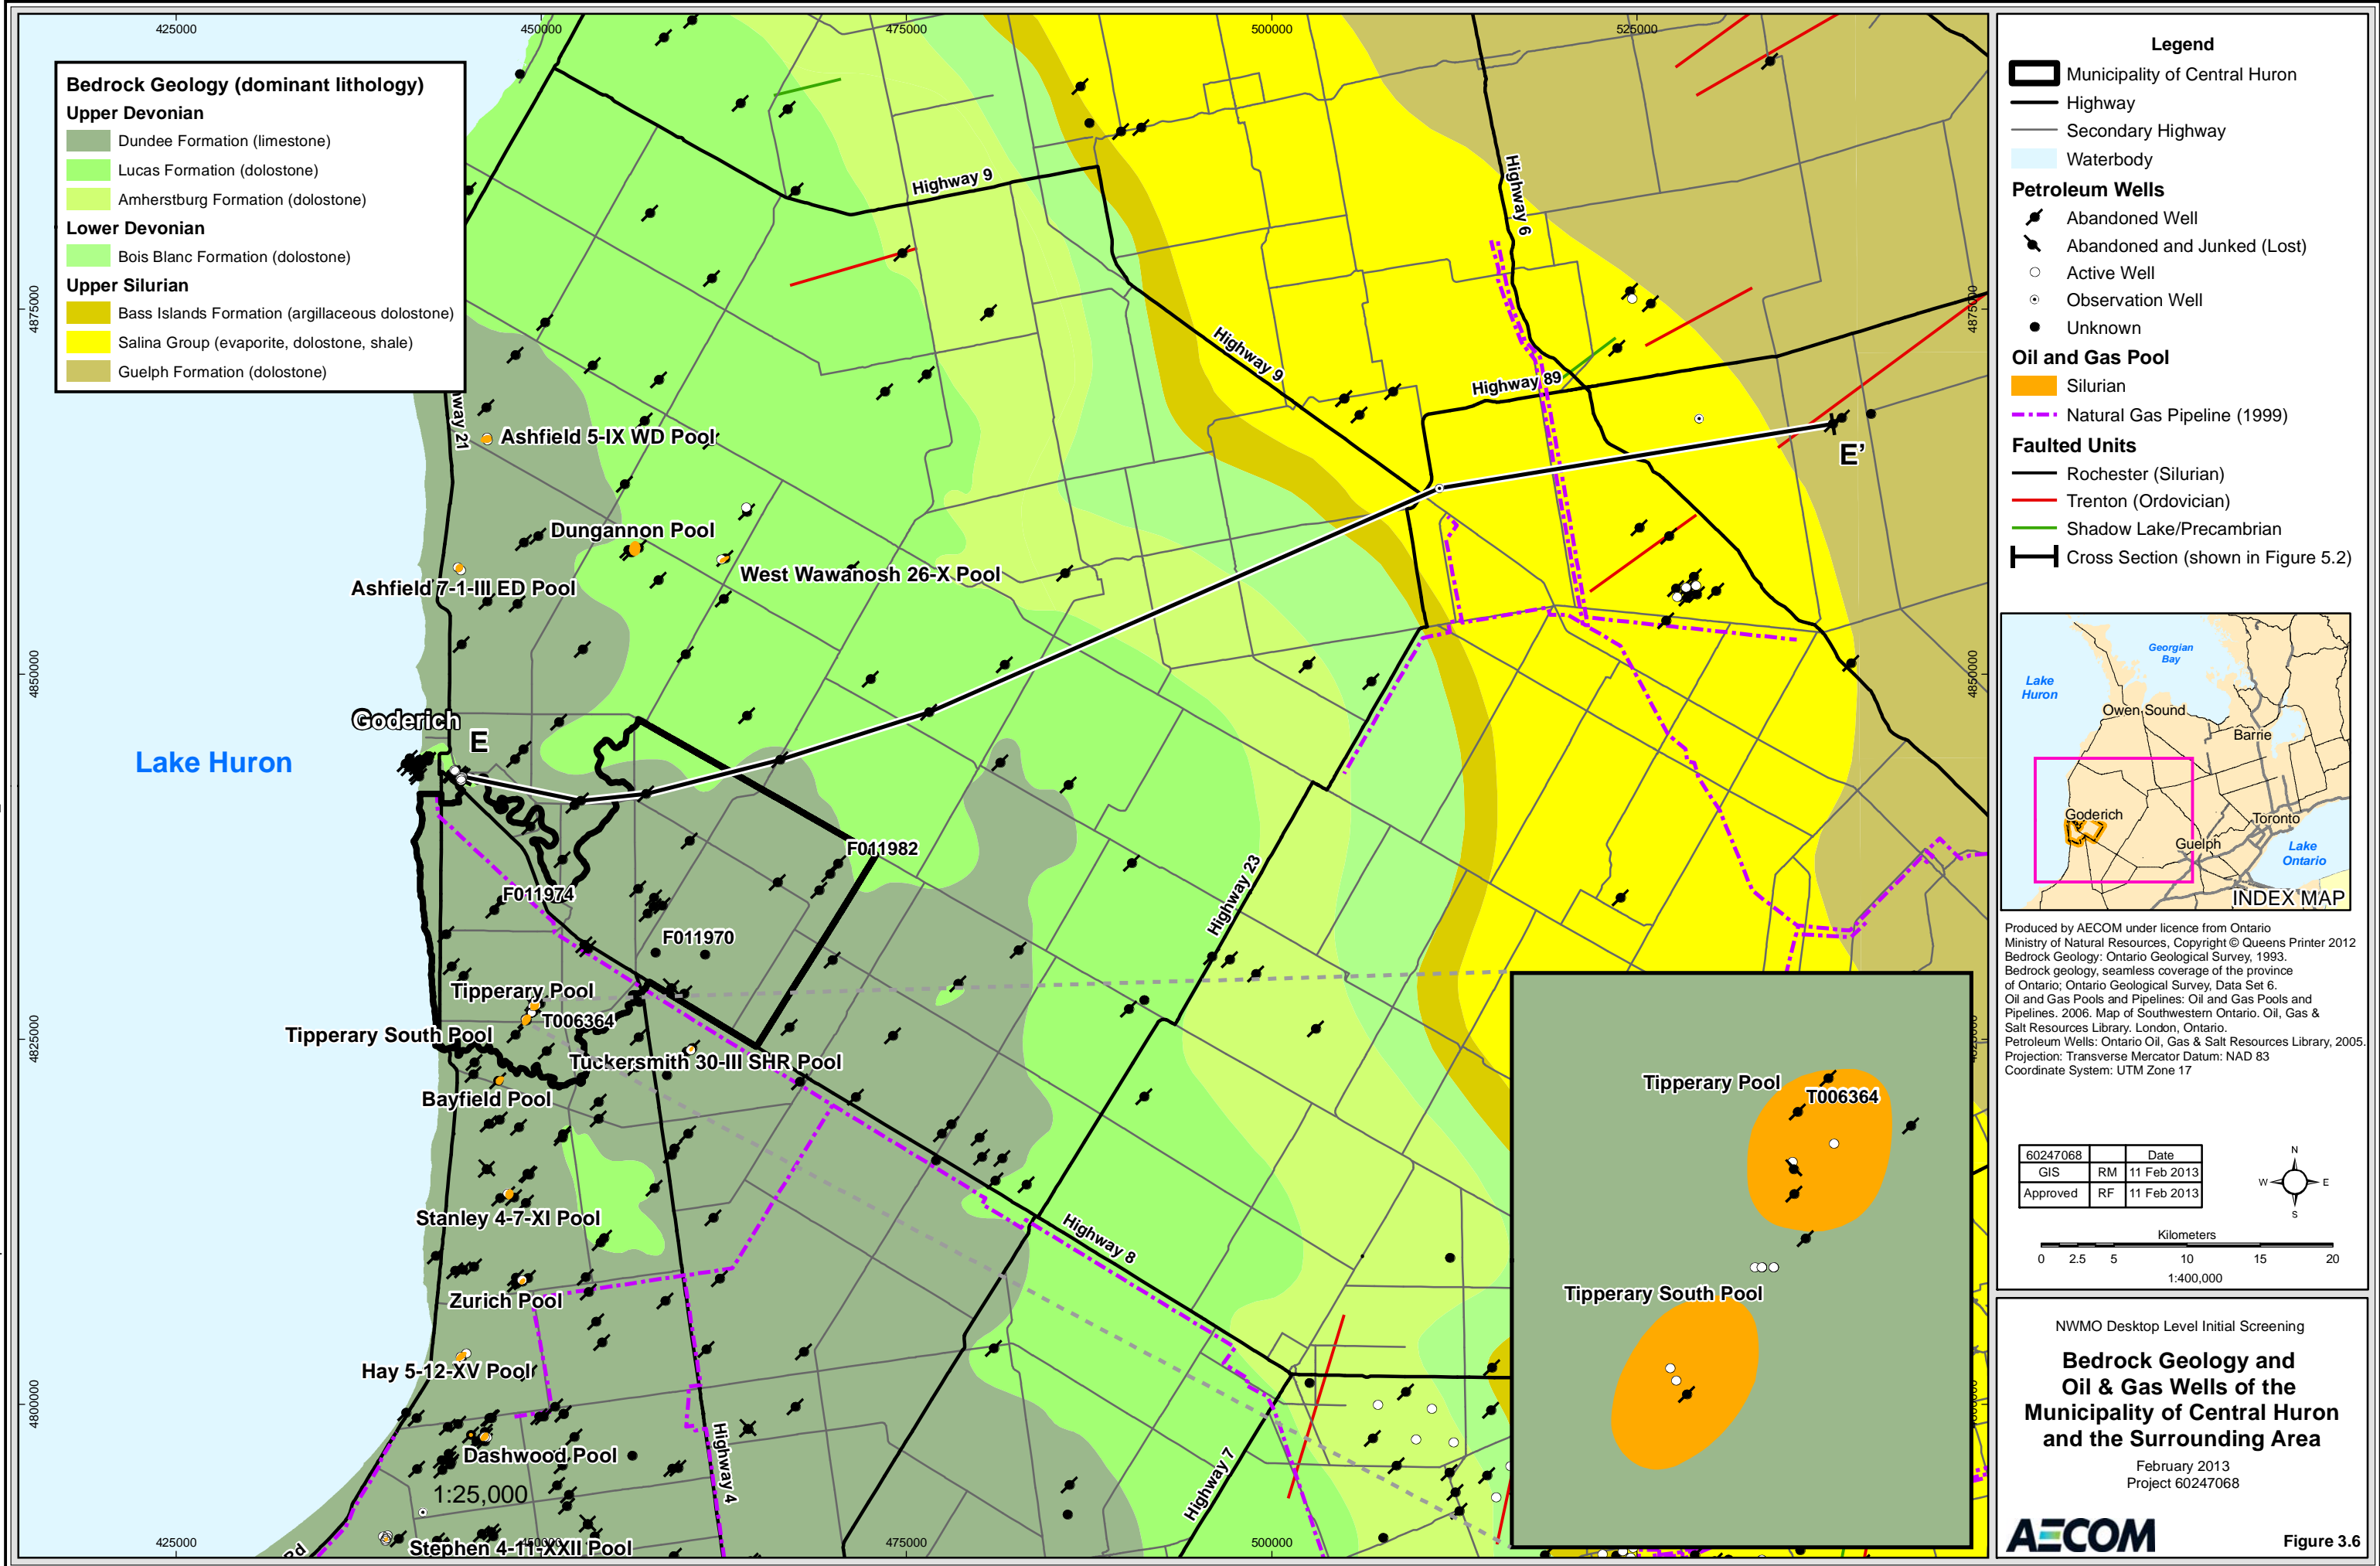 425000
450000
475000
500000
525000
Bedrock Geology (dominant lithology)
Upper Devonian
Dundee Formation (limestone)
Lucas Formation (dolostone)
Amherstburg Formation (dolostone)
Lower Devonian
Bois Blanc Formation (dolostone)
Upper Silurian
Bass Islands Formation (argillaceous dolostone)
Salina Group (evaporite, dolostone, shale)
Guelph Formation (dolostone)
Highway 9
Highway 6
4875000
4875000
Highway 9
Highway 89
way 21
Ashfield 5-IX WD Pool
E'
Dungannon Pool
West Wawanosh 26-X Pool
Ashfield 7-1-III ED Pool
4850000
4850000
Goderich
E
Lake Huron
F011982
F011974
Highway 23
F011970
Tipperary Pool
T006364
Tipperary South Pool
4825000
Tuckersmith 30-III SHR Pool
Bayfield Pool
Stanley 4-7-XI Pool
Highway 8
Zurich Pool
Hay 5-12-XV Pool
4800000
Highway 4
Highway 7
Dashwood Pool
1:25,000
Stephen 4-11-XXII Pool
Rd
425000
450000
475000
500000
Tipperary Pool
T006364
Tipperary South Pool
Legend
Municipality of Central Huron
Highway
Secondary Highway
Waterbody
Petroleum Wells
Abandoned Well
Abandoned and Junked (Lost)
Active Well
Observation Well
Unknown
Oil and Gas Pool
Silurian
Natural Gas Pipeline (1999)
Faulted Units
Rochester (Silurian)
Trenton (Ordovician)
Shadow Lake/Precambrian
Cross Section (shown in Figure 5.2)
Georgian
Bay
Lake
Huron
Owen Sound
Barrie
Goderich
Toronto
Guelph
Lake
Ontario
INDEX MAP
Produced by AECOM under licence from Ontario
Ministry of Natural Resources, Copyright © Queens Printer 2012
Bedrock Geology: Ontario Geological Survey, 1993.
Bedrock geology, seamless coverage of the province
of Ontario; Ontario Geological Survey, Data Set 6.
Oil and Gas Pools and Pipelines: Oil and Gas Pools and
Pipelines. 2006. Map of Southwestern Ontario. Oil, Gas &
Salt Resources Library. London, Ontario.
Petroleum Wells: Ontario Oil, Gas & Salt Resources Library, 2005.
Projection: Transverse Mercator Datum: NAD 83
Coordinate System: UTM Zone 17
60247068 Date
GIS RM 11 Feb 2013
Approved RF 11 Feb 2013
N
W E
S
Kilometers
0 2.5 5 10 15 20
1:400,000
NWMO Desktop Level Initial Screening
Bedrock Geology and
Oil & Gas Wells of the
Municipality of Central Huron
and the Surrounding Area
February 2013
Project 60247068
AECOM
Figure 3.6